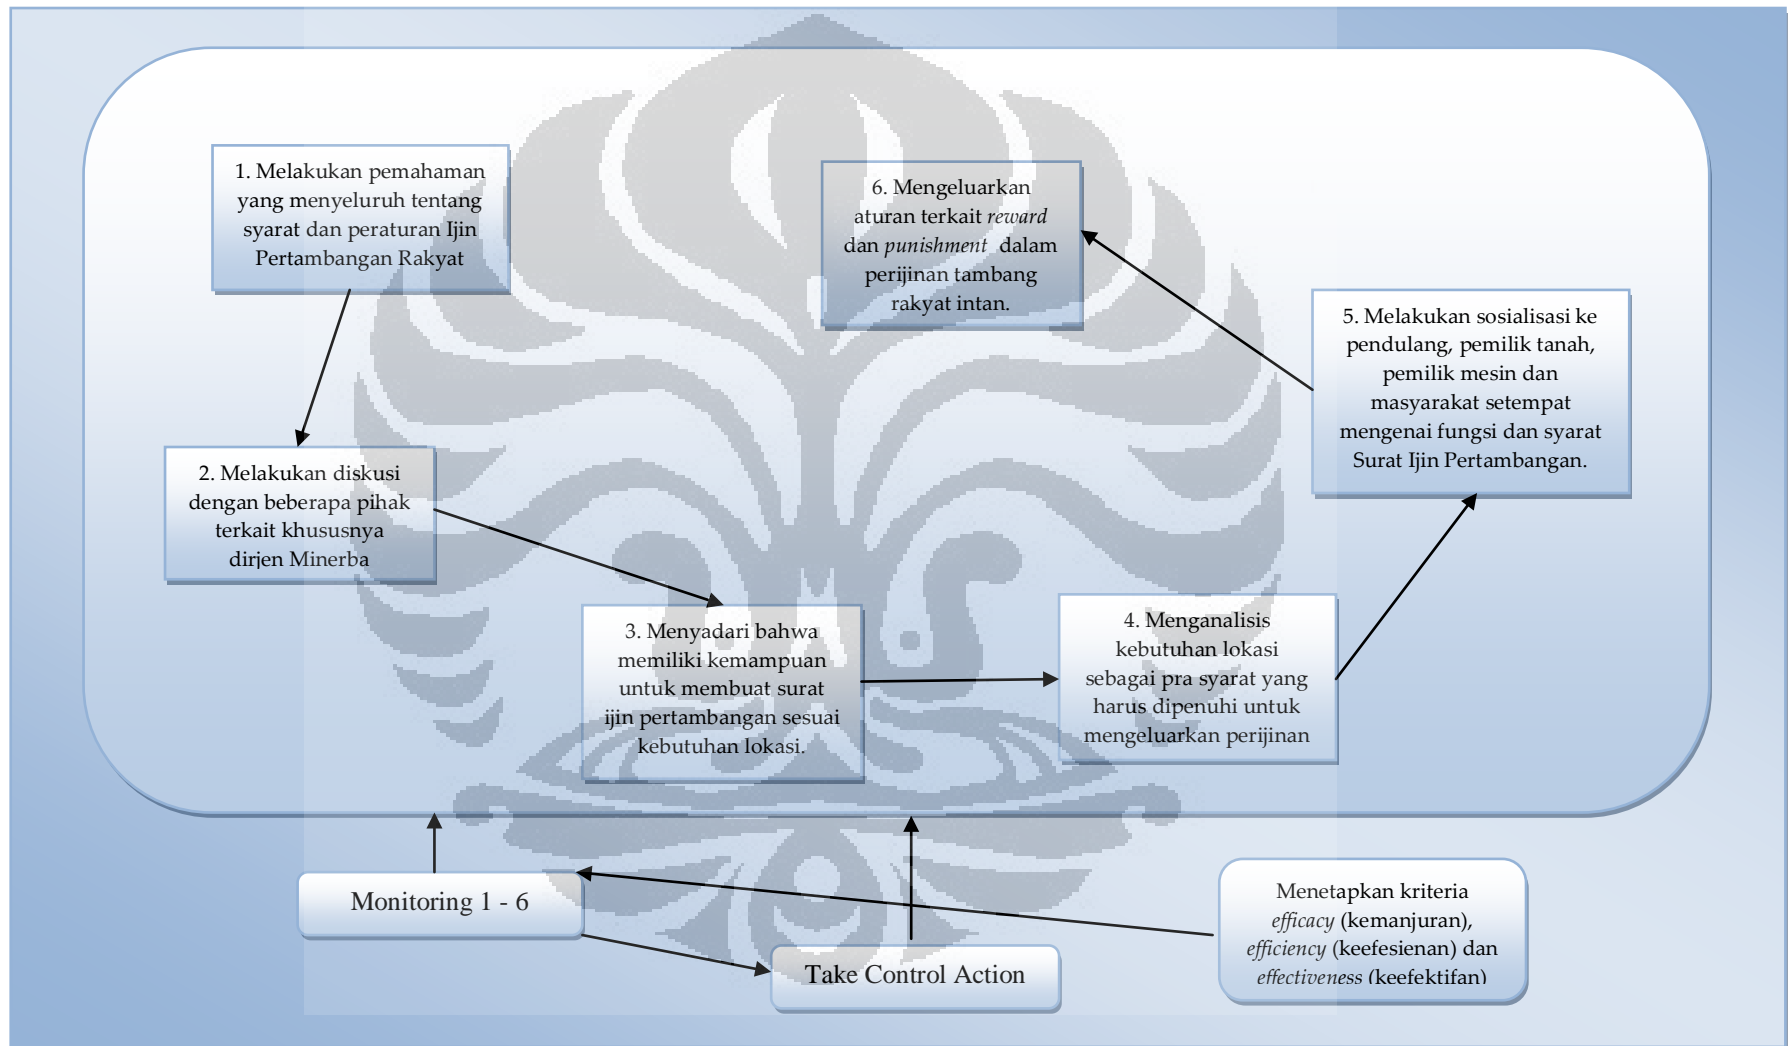 1. Melakukan pemahaman
yang menyeluruh tentang
syarat dan peraturan Ijin
Pertambangan Rakyat
2. Melakukan diskusi
dengan beberapa pihak
terkait khususnya
dirjen Minerba
3. Menyadari bahwa
memiliki kemampuan
untuk membuat surat
ijin pertambangan sesuai
kebutuhan lokasi.
4. Menganalisis
kebutuhan lokasi
sebagai pra syarat yang
harus dipenuhi untuk
mengeluarkan perijinan
5. Melakukan sosialisasi ke
pendulang, pemilik tanah,
pemilik mesin dan
masyarakat setempat
mengenai fungsi dan syarat
Surat Ijin Pertambangan.
6. Mengeluarkan
aturan terkait reward
dan punishment dalam
perijinan tambang
rakyat intan.
Monitoring 1 - 6
Take Control Action
Menetapkan kriteria
efficacy (kemanjuran),
efficiency (keefesienan) dan
effectiveness (keefektifan)